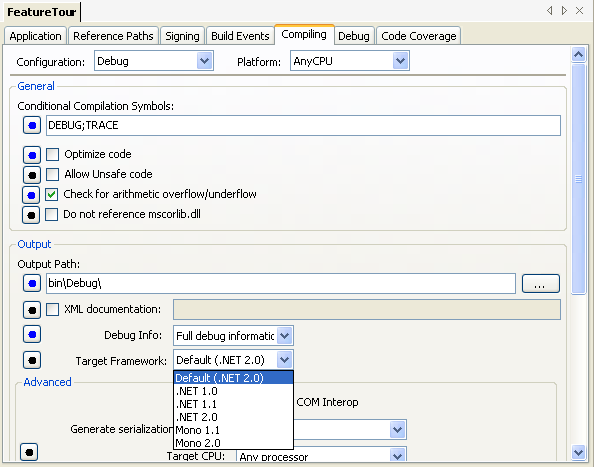 FeatureTour
Application Reference Paths Signing Build Events Compiling Debug Code Coverage
Configuration: Debug Platform: AnyCPU
General
Conditional Compilation Symbols:
DEBUG;TRACE
Optimize code
Allow Unsafe code
Check for arithmetic overflow/underflow
Do not reference mscorlib.dll
Output
Output Path:
bin\Debug\ ...
XML documentation:
Debug Info: Full debug informatic
Target Framework: Default (.NET 2.0)
Default (.NET 2.0)
Advanced
.NET 1.0
COM Interop
.NET 1.1
.NET 2.0
Generate serialization
Mono 1.1
Mono 2.0
Target CPU: Any processor